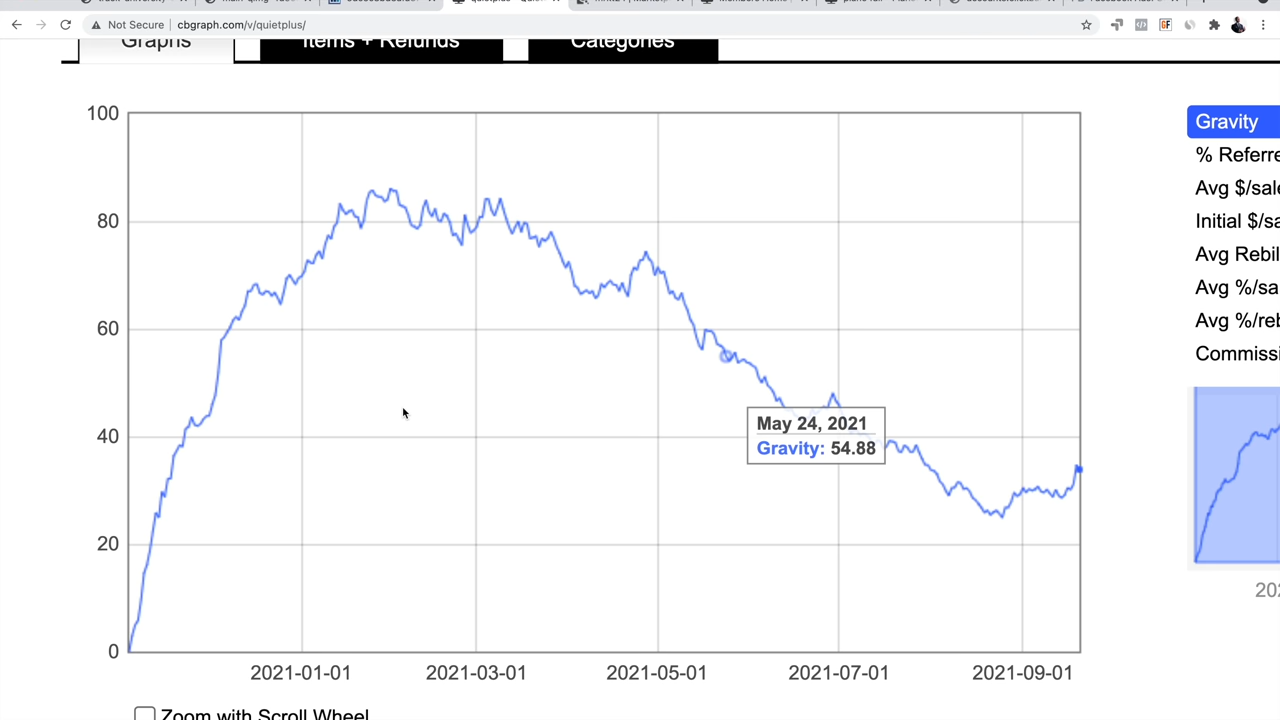 Not Secure
cbgraph.com/v/quietplus/
GF
Graphs
Items + Refunds
Categories
100
80
60
40
20
0
2021-01-01
2021-03-01
2021-05-01
2021-07-01
2021-09-01
May 24, 2021
Gravity: 54.88
Gravity
% Referre
Avg $/sale
Initial $/sa
Avg Rebil
Avg %/sa
Avg %/reb
Commissi
202
Zoom with Scroll Wheel